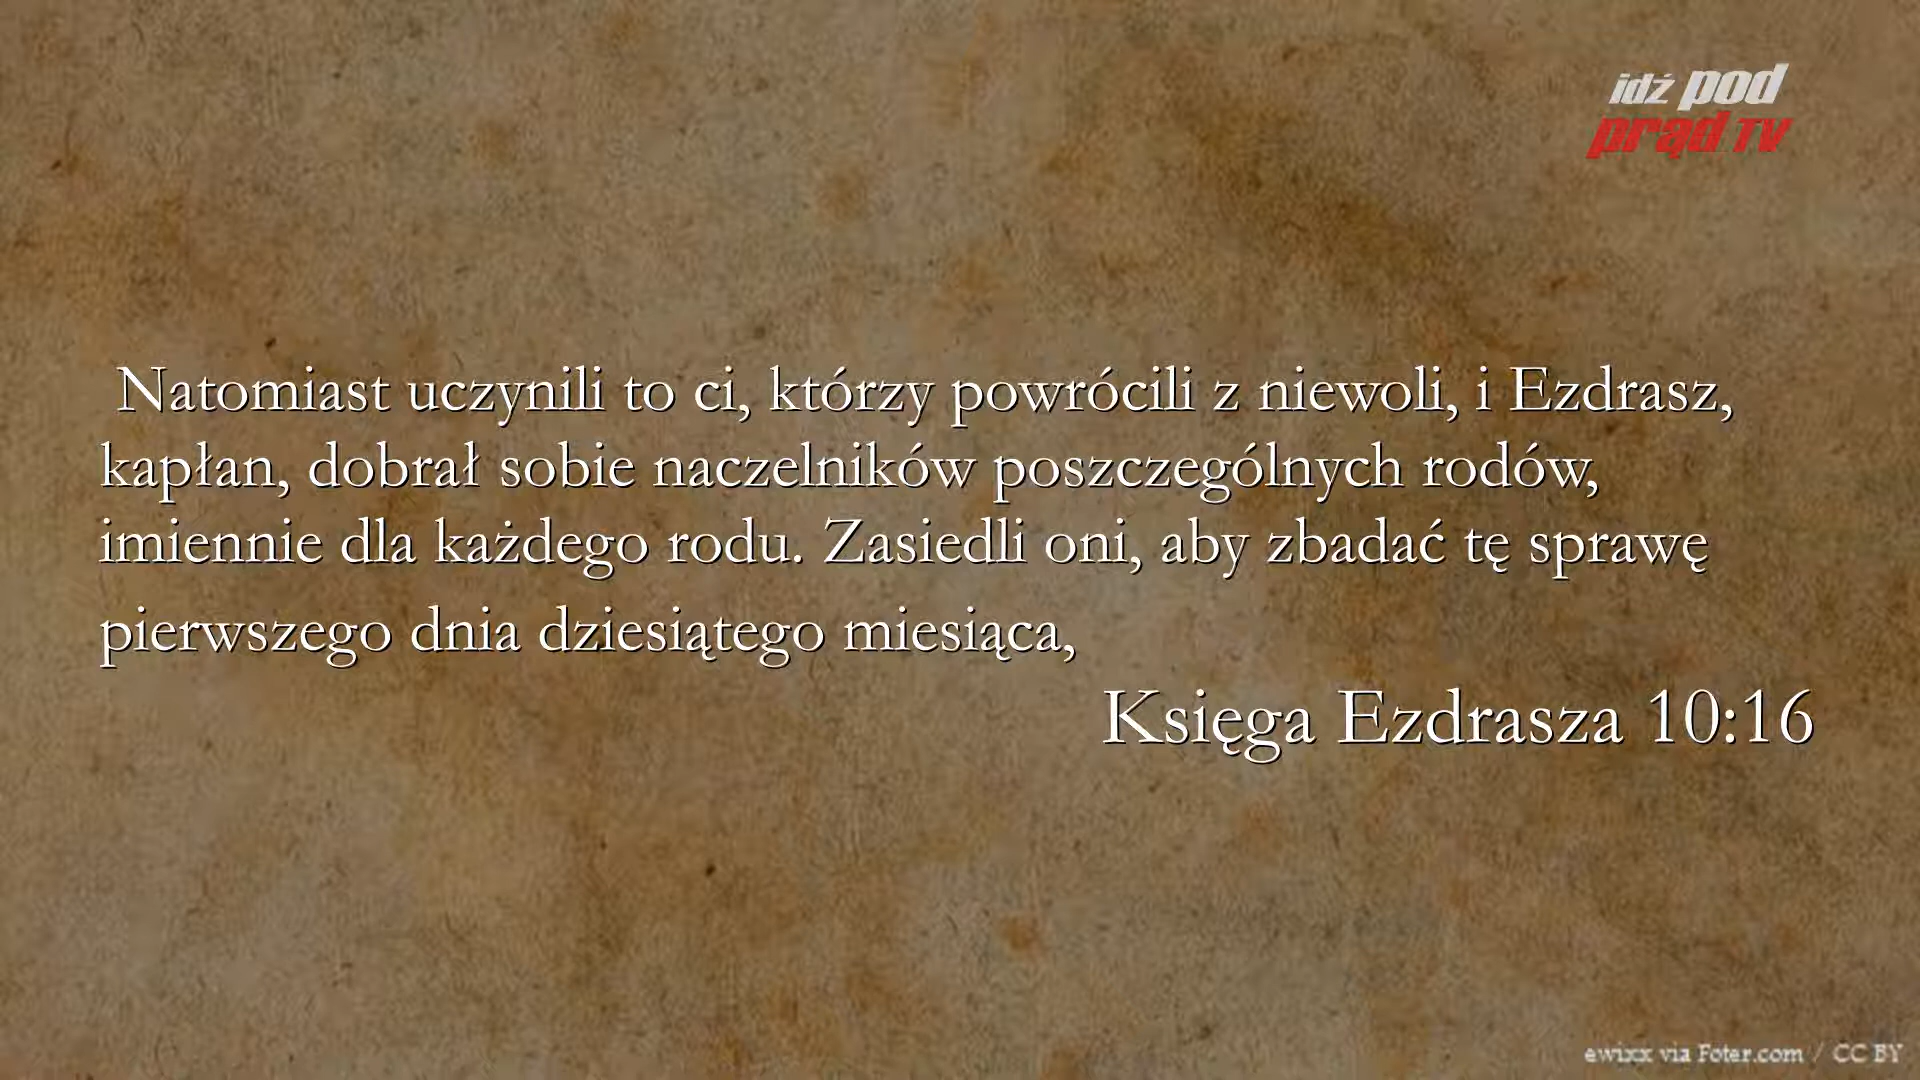 idź pod
prąd TV
Natomiast uczynili to ci, którzy powrócili z niewoli, i Ezdrasz,
kapłan, dobrał sobie naczelników poszczególnych rodów,
imiennie dla każdego rodu. Zasiedli oni, aby zbadać tę sprawę
pierwszego dnia dziesiątego miesiąca,
Księga Ezdrasza 10:16
ewixx via Foter.com / CC BY